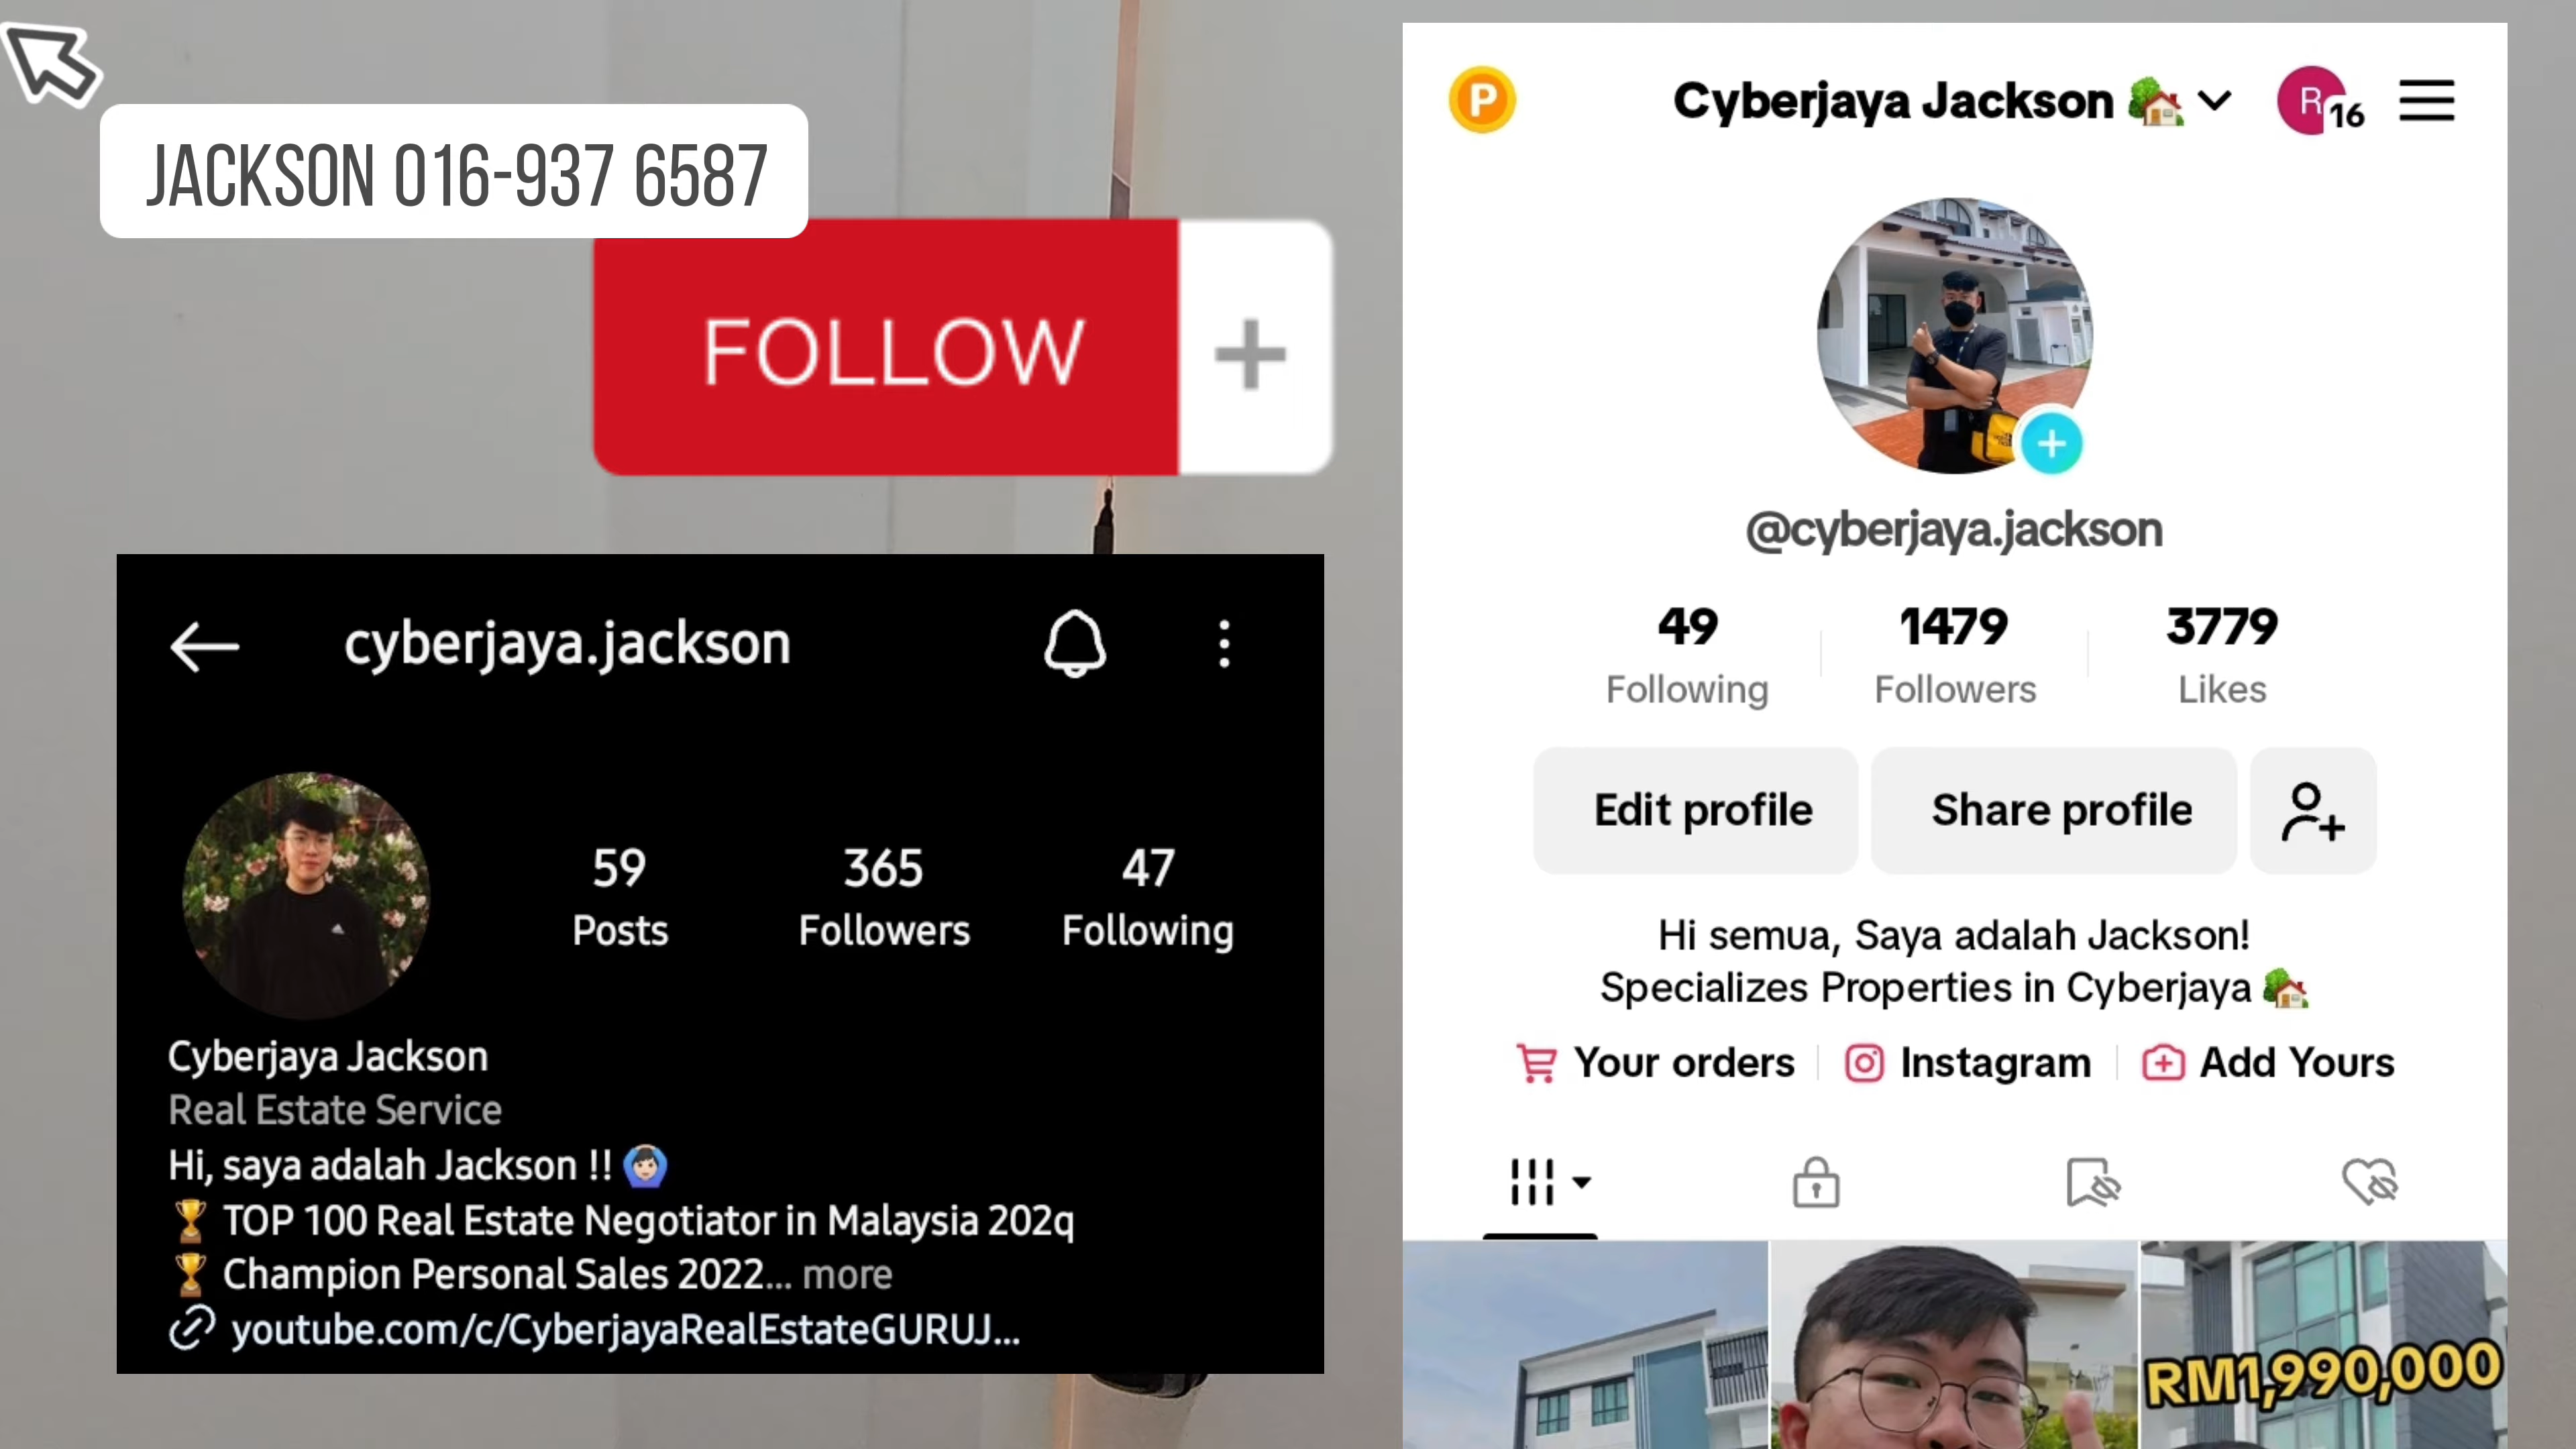 JACKSON 016-937 6587
FOLLOW
cyberjaya.jackson
59
Posts
365
Followers
47
Following
Cyberjaya Jackson
Real Estate Service
Hi, saya adalah Jackson !!
TOP 100 Real Estate Negotiator in Malaysia 202q
Champion Personal Sales 2022... more
youtube.com/c/CyberjayaRealEstateGURUJ...
P
Cyberjaya Jackson
R 16
@cyberjaya.jackson
49
Following
1479
Followers
3779
Likes
Edit profile
Share profile
Hi semua, Saya adalah Jackson!
Specializes Properties in Cyberjaya
Your orders
Instagram
Add Yours
RM1,990,000